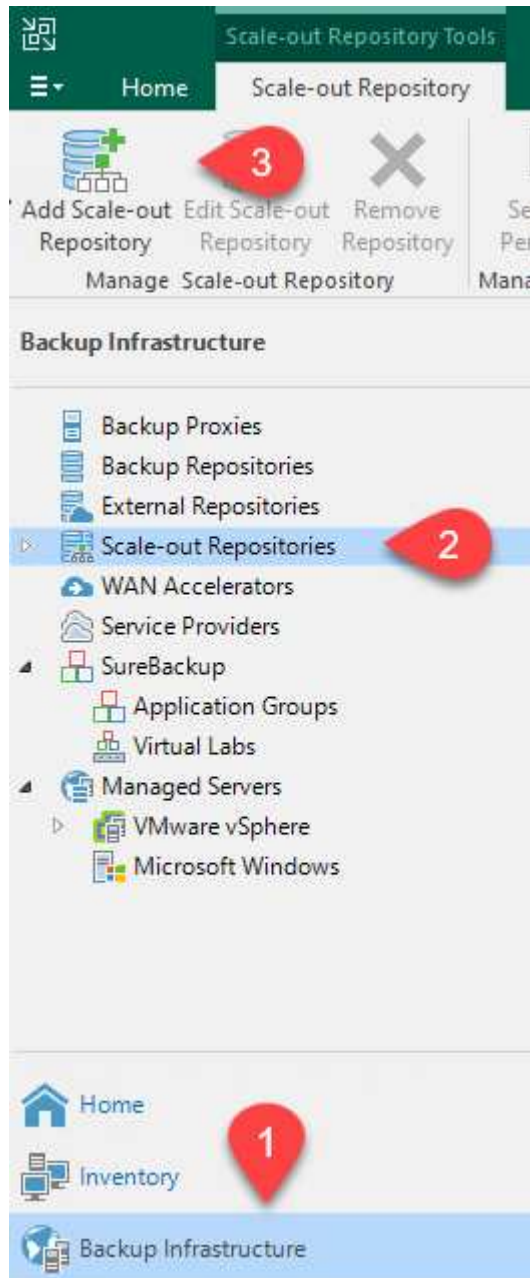 Scale-out Repository Tools
Home Scale-out Repository
3
Add Scale-out Edit Scale-out Remove
Repository Repository Repository
Manage Scale-out Repository
Backup Infrastructure
Backup Proxies
Backup Repositories
External Repositories
Scale-out Repositories 2
WAN Accelerators
Service Providers
SureBackup
Application Groups
Virtual Labs
Managed Servers
VMware vSphere
Microsoft Windows
Home
1
Inventory
Backup Infrastructure